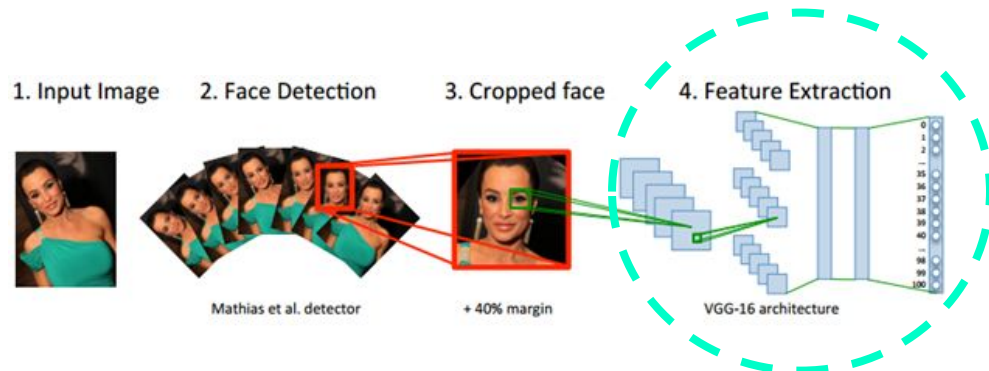 1. Input Image
2. Face Detection
3. Cropped face
4. Feature Extraction
0
1
2
...
35
36
37
38
39
40
...
98
99
100
Mathias et al. detector
+ 40% margin
VGG-16 architecture